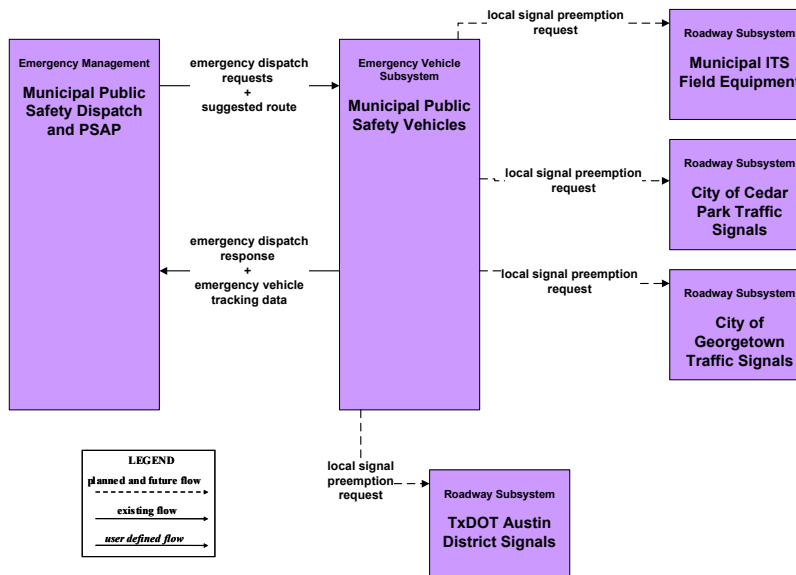 Emergency Management
Municipal Public
Safety Dispatch
and PSAP
emergency dispatch
requests
+
suggested route
emergency dispatch
response
+
emergency vehicle
tracking data
Emergency Vehicle
Subsystem
Municipal Public
Safety Vehicles
local signal preemption
request
Roadway Subsystem
Municipal ITS
Field Equipment
local signal preemption
request
Roadway Subsystem
City of Cedar
Park Traffic
Signals
local signal preemption
request
Roadway Subsystem
City of
Georgetown
Traffic Signals
local signal
preemption
request
Roadway Subsystem
TxDOT Austin
District Signals
LEGEND
planned and future flow
existing flow
user defined flow